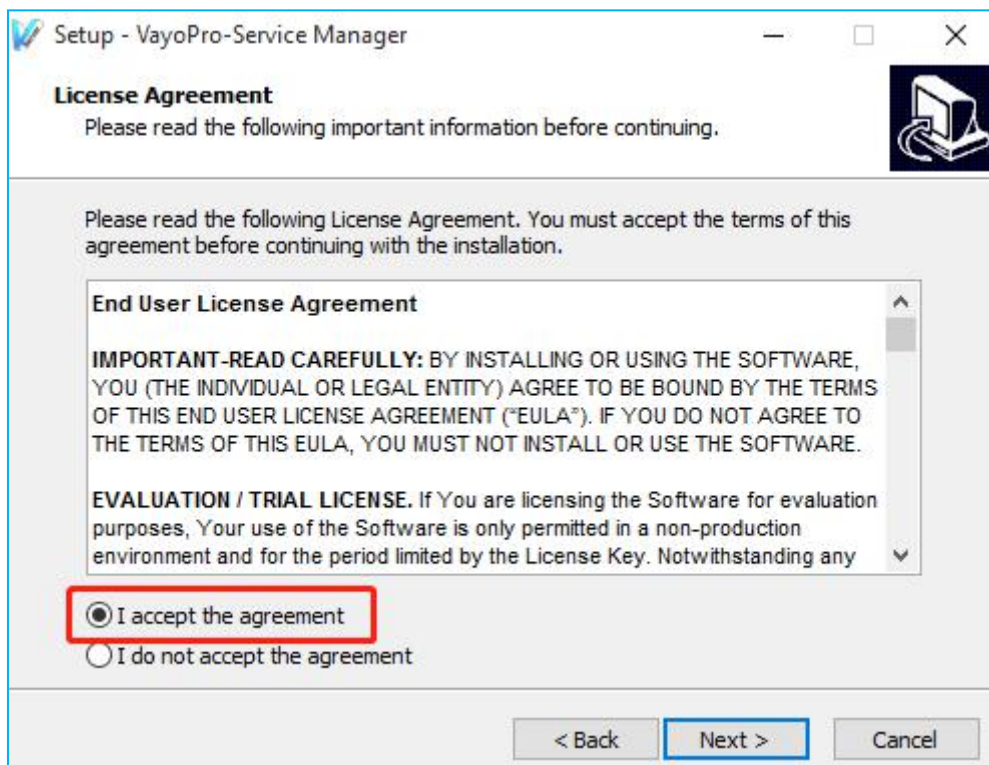 Setup - VayoPro-Service Manager
License Agreement
Please read the following important information before continuing.
Please read the following License Agreement. You must accept the terms of this
agreement before continuing with the installation.
End User License Agreement
IMPORTANT-READ CAREFULLY: BY INSTALLING OR USING THE SOFTWARE,
YOU (THE INDIVIDUAL OR LEGAL ENTITY) AGREE TO BE BOUND BY THE TERMS
OF THIS END USER LICENSE AGREEMENT (“EULA”). IF YOU DO NOT AGREE TO
THE TERMS OF THIS EULA, YOU MUST NOT INSTALL OR USE THE SOFTWARE.
EVALUATION / TRIAL LICENSE. If You are licensing the Software for evaluation
purposes, Your use of the Software is only permitted in a non-production
environment and for the period limited by the License Key. Notwithstanding any
I accept the agreement
I do not accept the agreement
< Back Next > Cancel